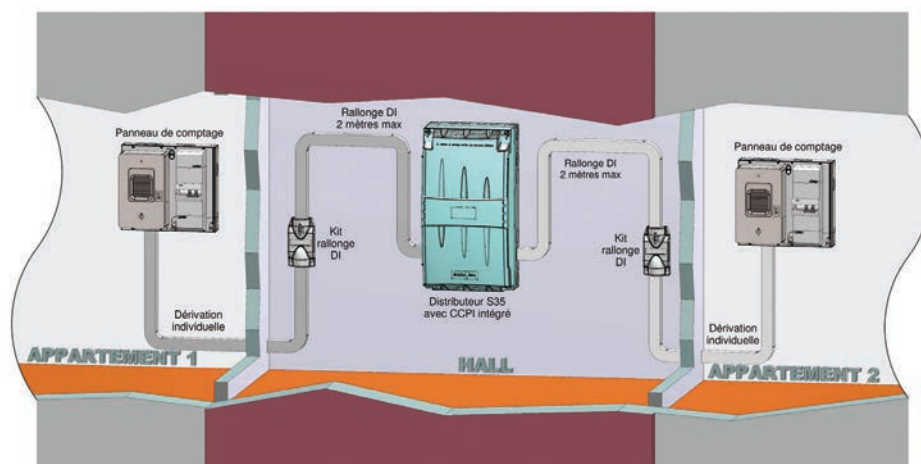 Rallonge DI
2 mètres max
Panneau de comptage
Rallonge DI
2 mètres max
Panneau de comptage
Kit
rallonge
DI
Kit
rallonge
DI
Distributeur S35
avec CCPI intégré
Dérivation
individuelle
Dérivation
individuelle
APPARTEMENT 1
HALL
APPARTEMENT 2